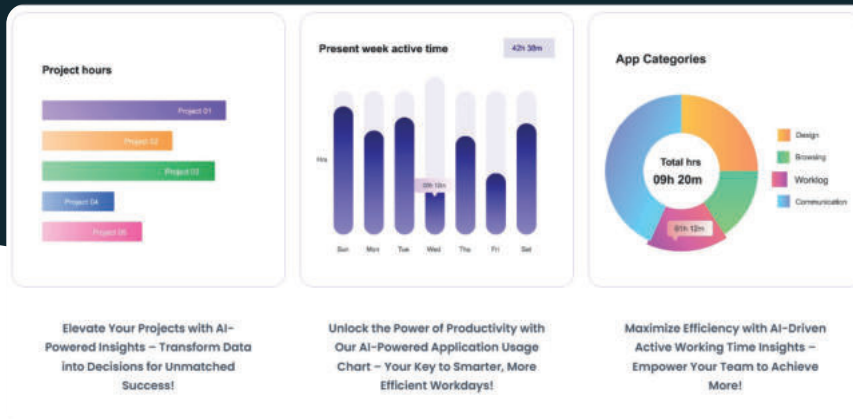 Project hours
Project 01
Project 02
Project 03
Project 04
Project 05
Present week active time
42h 38m
Hrs
Sun Mon Tue Wed Thu Fri Sat
App Categories
Total hrs
09h 20m
01h 12m
Design
Browsing
Worklog
Communication
Elevate Your Projects with AI-
Powered Insights – Transform Data
into Decisions for Unmatched
Success!
Unlock the Power of Productivity with
Our AI-Powered Application Usage
Chart – Your Key to Smarter, More
Efficient Workdays!
Maximize Efficiency with AI-Driven
Active Working Time Insights –
Empower Your Team to Achieve
More!